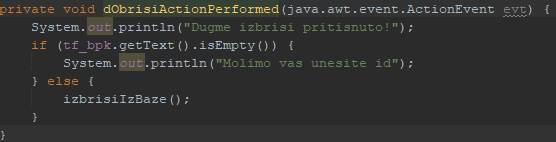 private void dObrisiActionPerformed(java.awt.event.ActionEvent evt) {
System.out.println("Dugme izbrisi pritisnuto!");
if (tf_bpk.getText().isEmpty()) {
System.out.println("Molimo vas unesite id");
} else {
izbrisiIzBaze();
}
}